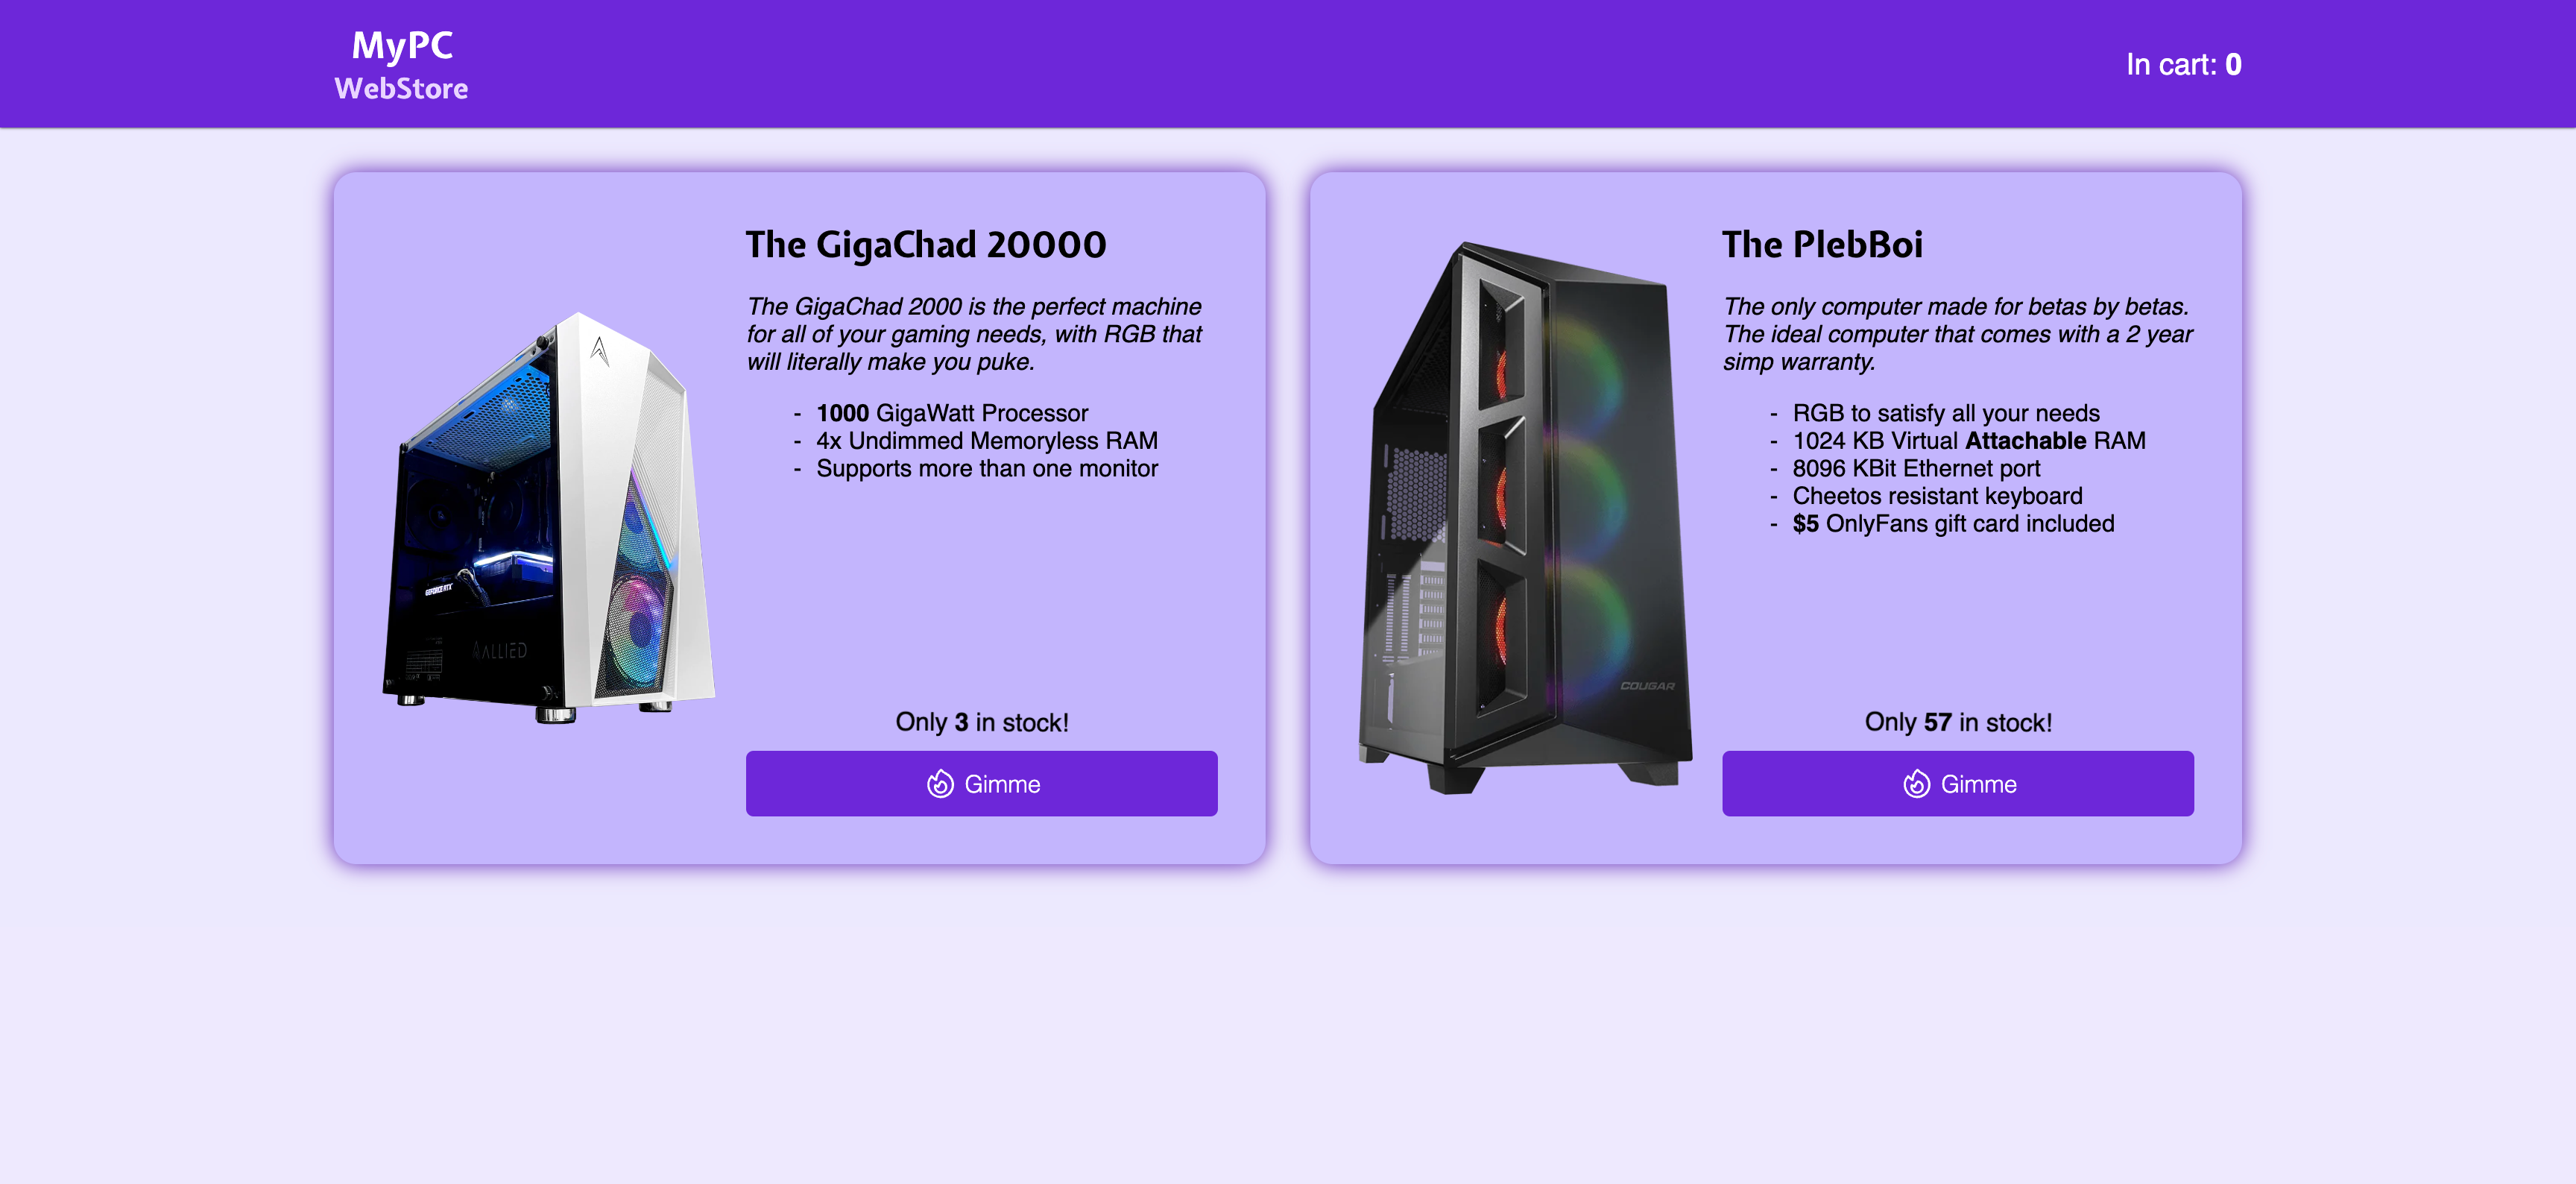 MyPC
WebStore
In cart: 0
The GigaChad 20000
The GigaChad 2000 is the perfect machine
for all of your gaming needs, with RGB that
will literally make you puke.
- 1000 GigaWatt Processor
- 4x Undimmed Memoryless RAM
- Supports more than one monitor
GEFORCE RTX
ALLIED
Only 3 in stock!
Gimme
The PlebBoi
The only computer made for betas by betas.
The ideal computer that comes with a 2 year
simp warranty.
- RGB to satisfy all your needs
- 1024 KB Virtual Attachable RAM
- 8096 KBit Ethernet port
- Cheetos resistant keyboard
- $5 OnlyFans gift card included
COUGAR
Only 57 in stock!
Gimme